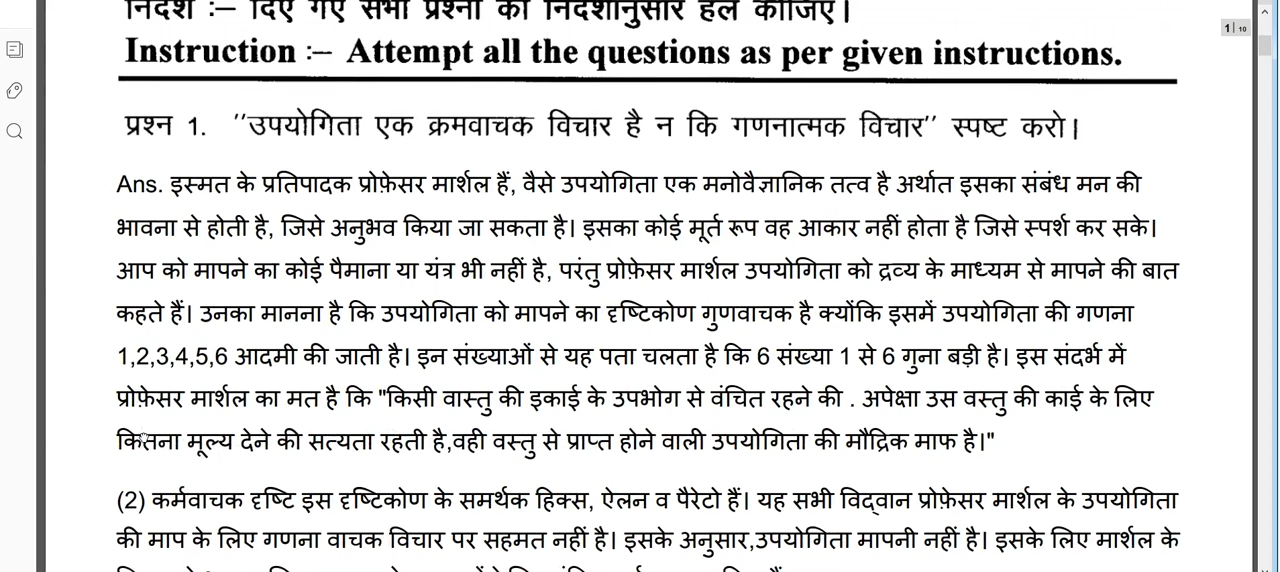 निर्देश :— दिए गए सभी प्रश्नों को निर्देशानुसार हल कीजिए।
1 | 10
Instruction :— Attempt all the questions as per given instructions.
प्रश्न 1. ''उपयोगिता एक क्रमवाचक विचार है न कि गणनात्मक विचार'' स्पष्ट करो।
Ans. इस्मत के प्रतिपादक प्रोफ़ेसर मार्शल हैं, वैसे उपयोगिता एक मनोवैज्ञानिक तत्व है अर्थात इसका संबंध मन की
भावना से होती है, जिसे अनुभव किया जा सकता है। इसका कोई मूर्त रूप वह आकार नहीं होता है जिसे स्पर्श कर सके।
आप को मापने का कोई पैमाना या यंत्र भी नहीं है, परंतु प्रोफ़ेसर मार्शल उपयोगिता को द्रव्य के माध्यम से मापने की बात
कहते हैं। उनका मानना है कि उपयोगिता को मापने का दृष्टिकोण गुणवाचक है क्योंकि इसमें उपयोगिता की गणना
1,2,3,4,5,6 आदमी की जाती है। इन संख्याओं से यह पता चलता है कि 6 संख्या 1 से 6 गुना बड़ी है। इस संदर्भ में
प्रोफ़ेसर मार्शल का मत है कि "किसी वास्तु की इकाई के उपभोग से वंचित रहने की . अपेक्षा उस वस्तु की काई के लिए
कितना मूल्य देने की सत्यता रहती है,वही वस्तु से प्राप्त होने वाली उपयोगिता की मौद्रिक माफ है।"
(2) कर्मवाचक दृष्टि इस दृष्टिकोण के समर्थक हिक्स, ऐलन व पैरेटो हैं। यह सभी विद्वान प्रोफ़ेसर मार्शल के उपयोगिता
की माप के लिए गणना वाचक विचार पर सहमत नहीं है। इसके अनुसार,उपयोगिता मापनी नहीं है। इसके लिए मार्शल के